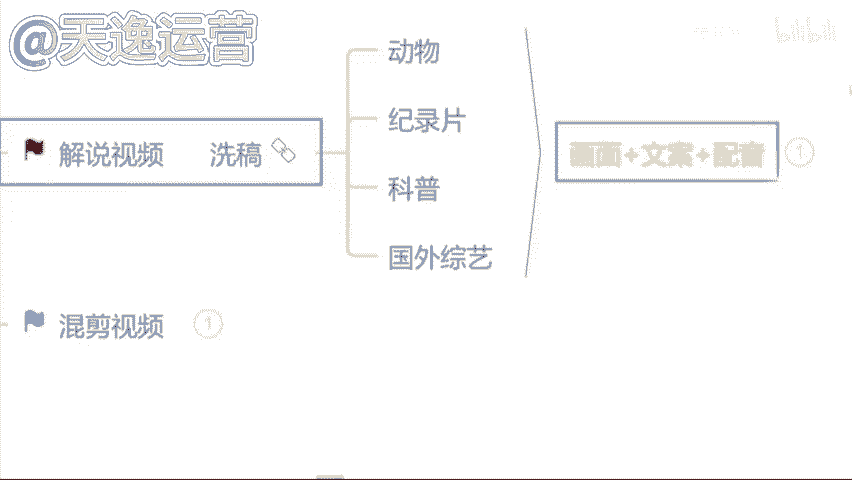 @天逸运营
bilibili
动物
纪录片
解说视频 洗稿
画面+文案+配音 1
科普
国外综艺
混剪视频 1